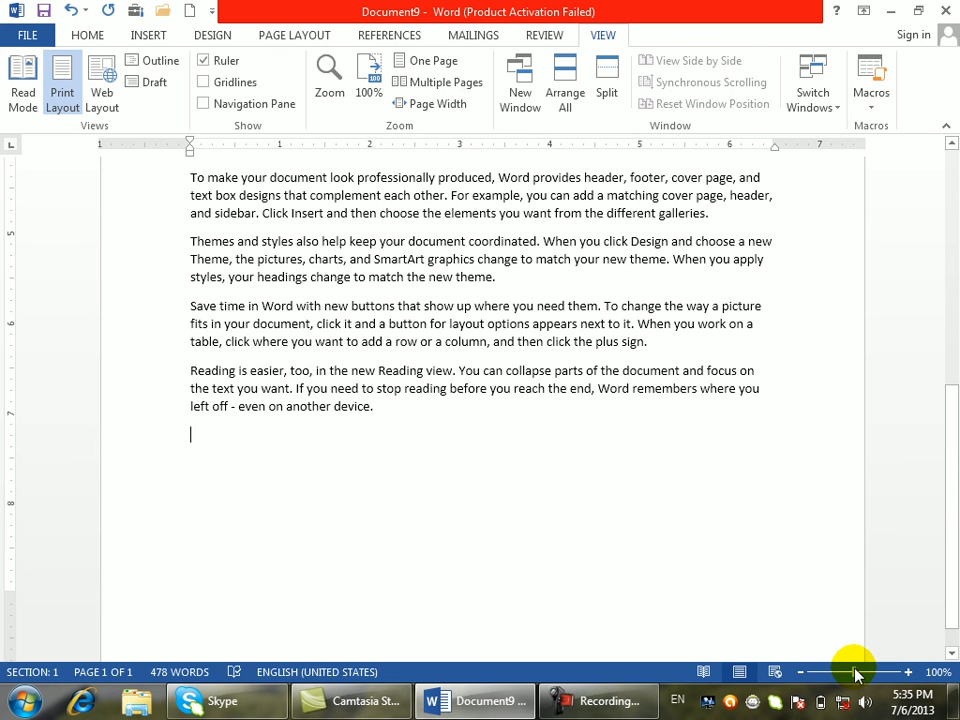 Document9 - Word (Product Activation Failed)
FILE HOME INSERT DESIGN PAGE LAYOUT REFERENCES MAILINGS REVIEW VIEW Sign in
Read Mode
Print Layout
Web Layout
Outline
Draft
Views
Ruler
Gridlines
Navigation Pane
Show
Zoom
100%
One Page
Multiple Pages
Page Width
Zoom
New Window
Arrange All
Split
View Side by Side
Synchronous Scrolling
Reset Window Position
Window
Switch Windows
Macros
Macros
1 1 2 3 4 5 6 7
To make your document look professionally produced, Word provides header, footer, cover page, and
text box designs that complement each other. For example, you can add a matching cover page, header,
and sidebar. Click Insert and then choose the elements you want from the different galleries.
Themes and styles also help keep your document coordinated. When you click Design and choose a new
Theme, the pictures, charts, and SmartArt graphics change to match your new theme. When you apply
styles, your headings change to match the new theme.
Save time in Word with new buttons that show up where you need them. To change the way a picture
fits in your document, click it and a button for layout options appears next to it. When you work on a
table, click where you want to add a row or a column, and then click the plus sign.
Reading is easier, too, in the new Reading view. You can collapse parts of the document and focus on
the text you want. If you need to stop reading before you reach the end, Word remembers where you
left off - even on another device.
5
6
7
8
SECTION: 1 PAGE 1 OF 1 478 WORDS ENGLISH (UNITED STATES) 100%
Skype Camtasia St... Document9 ... Recording... EN 5:35 PM
7/6/2013